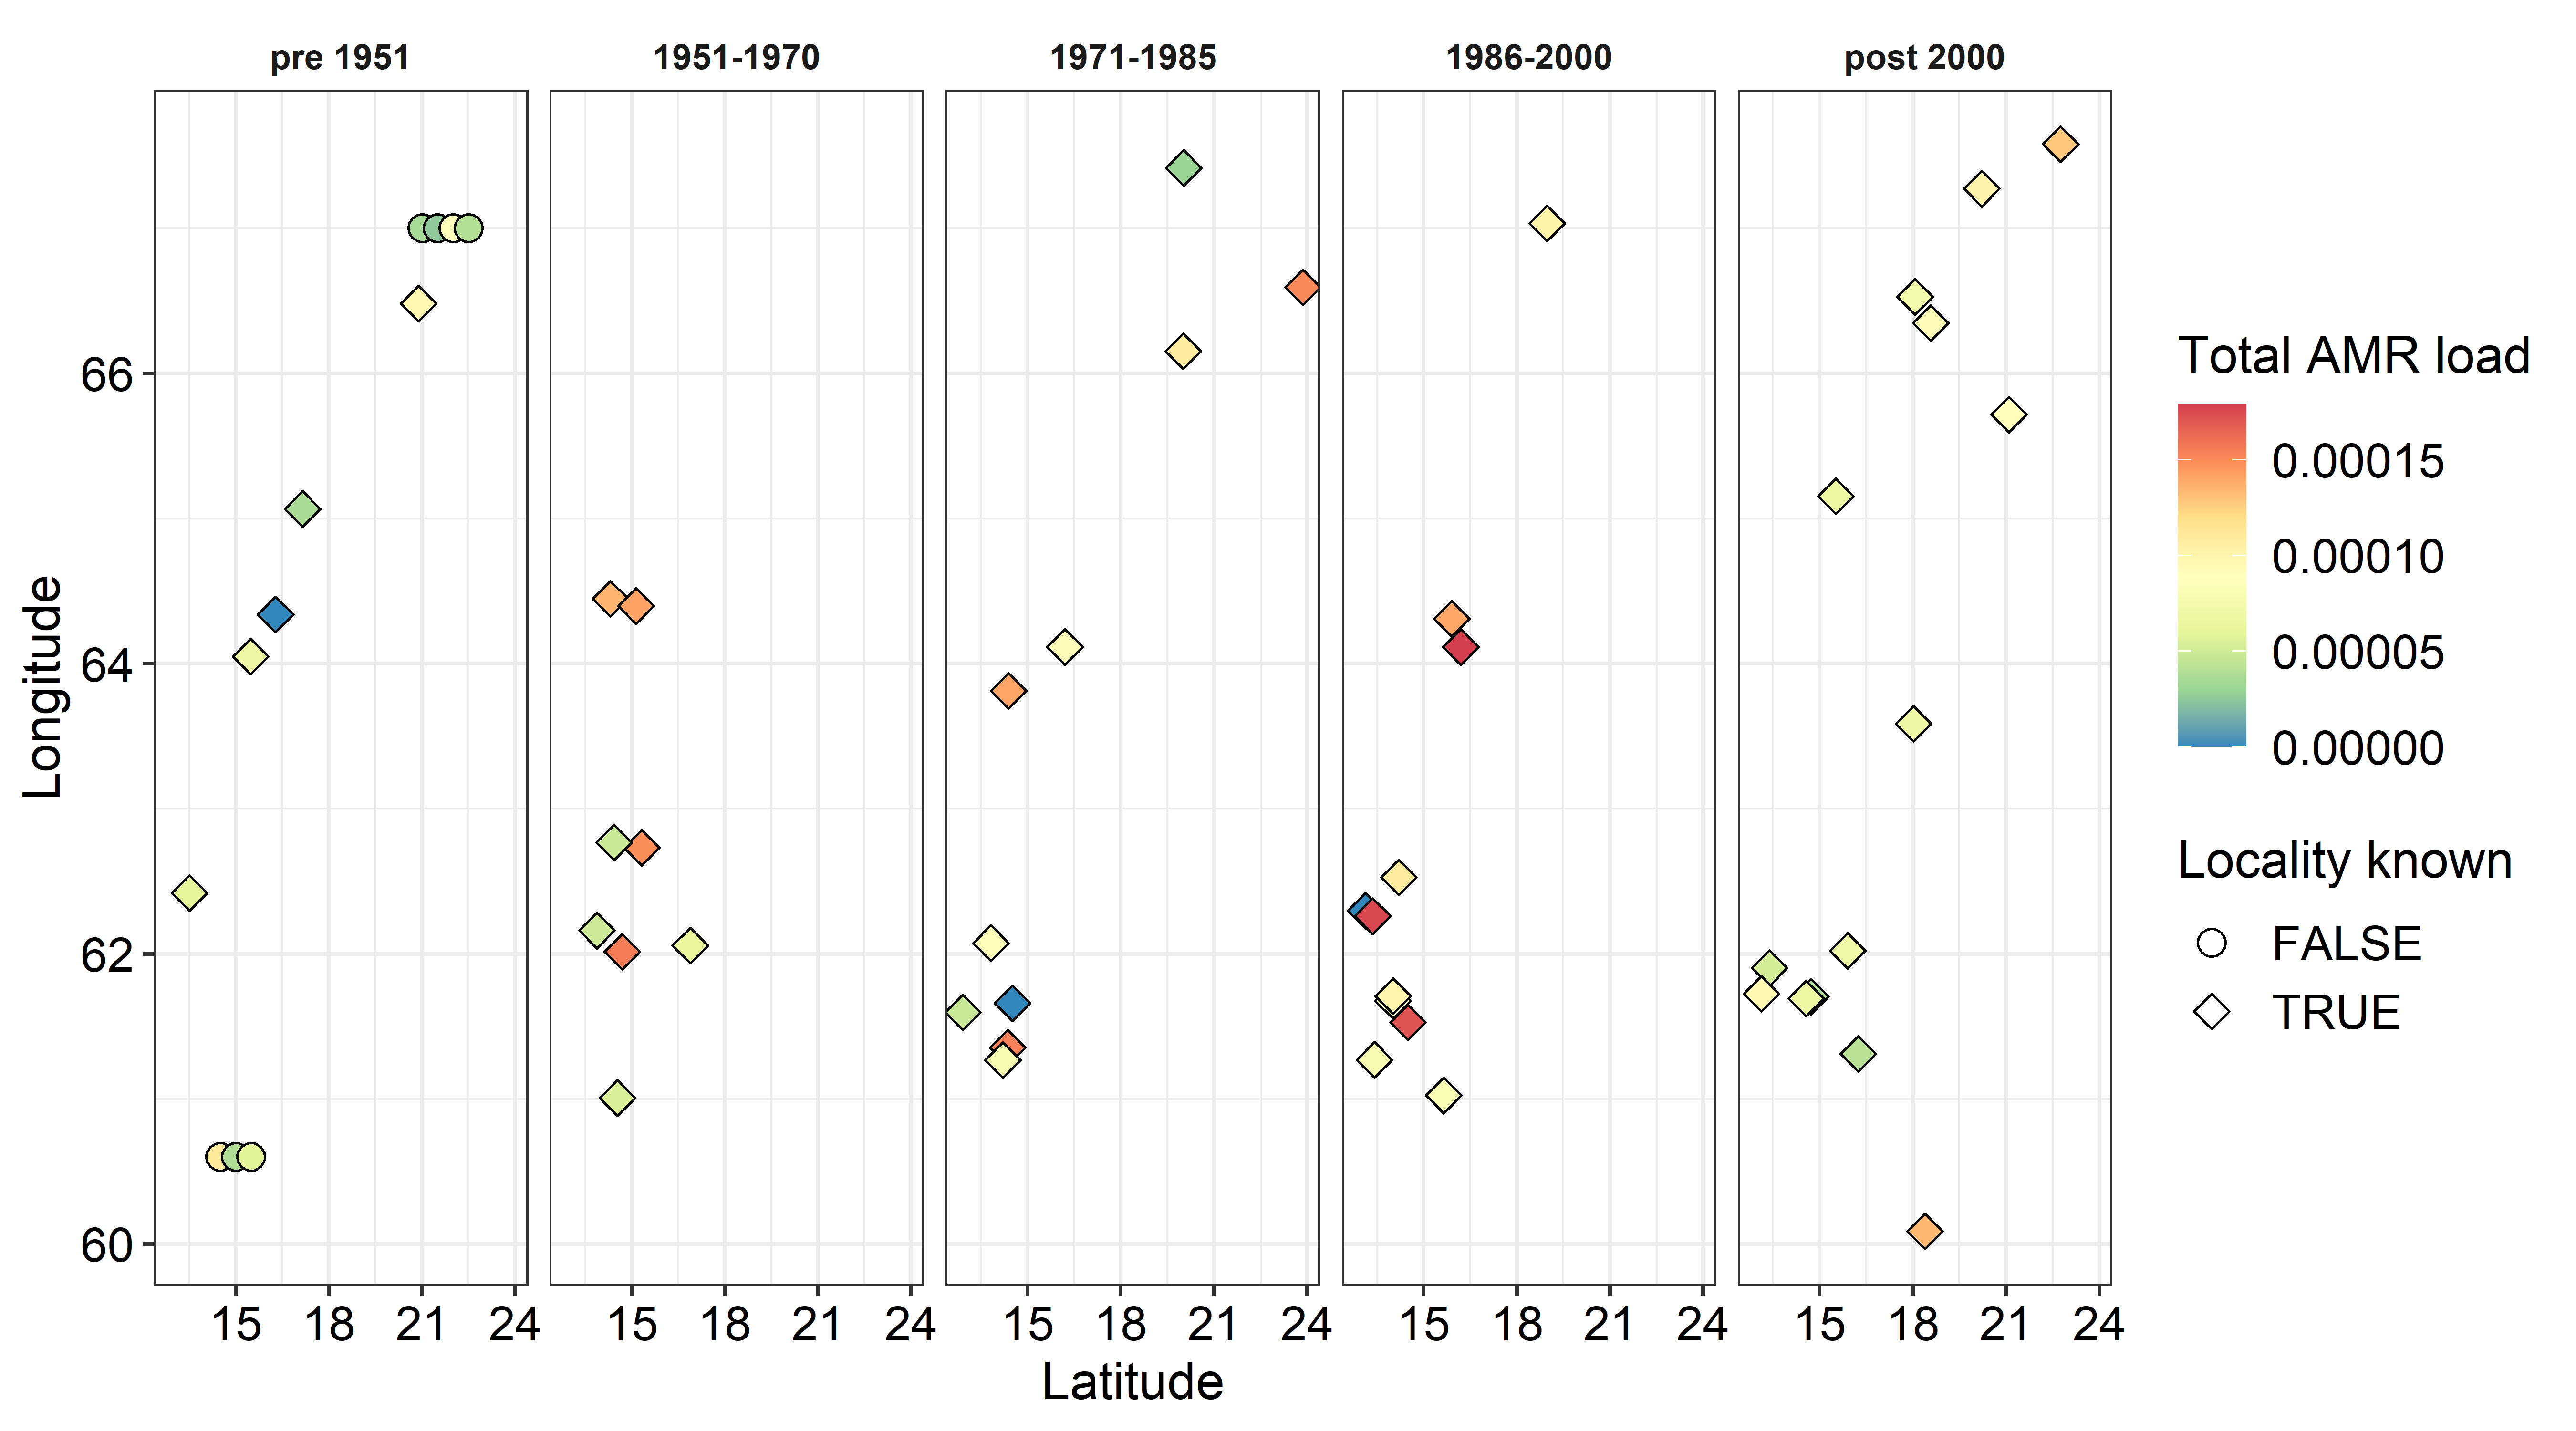 pre 1951 1951-1970 1971-1985 1986-2000 post 2000
66
64
62
60
Longitude
15 18 21 24 15 18 21 24 15 18 21 24 15 18 21 24 15 18 21 24
Latitude
Total AMR load
0.00015
0.00010
0.00005
0.00000
Locality known
FALSE
TRUE